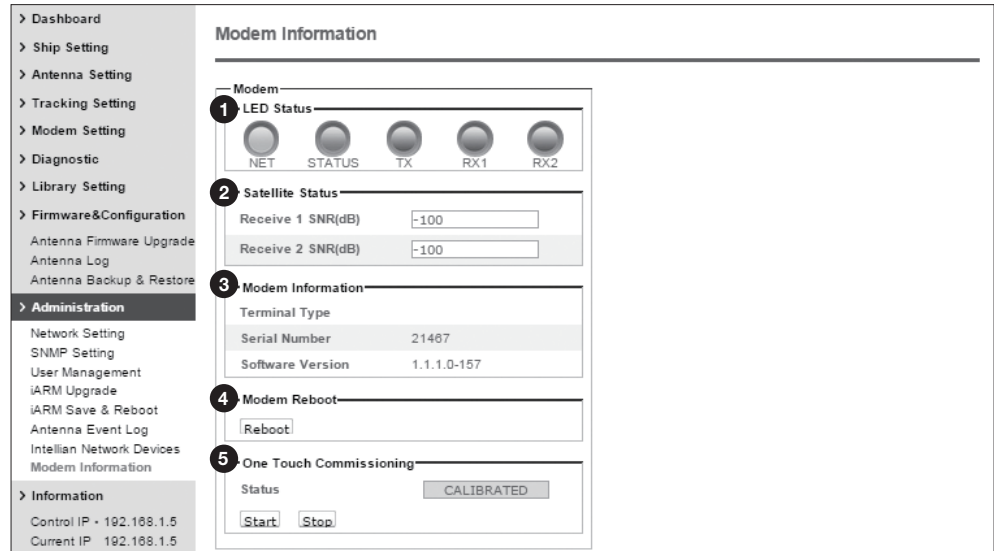 > Dashboard
> Ship Setting
> Antenna Setting
> Tracking Setting
> Modem Setting
> Diagnostic
> Library Setting
> Firmware&Configuration
Antenna Firmware Upgrade
Antenna Log
Antenna Backup & Restore
> Administration
Network Setting
SNMP Setting
User Management
iARM Upgrade
iARM Save & Reboot
Antenna Event Log
Intellian Network Devices
Modem Information
> Information
Control IP · 192.168.1.5
Current IP 192.168.1.5
Modem Information
Modem
1 LED Status
NET STATUS TX RX1 RX2
2 Satellite Status
Receive 1 SNR(dB) -100
Receive 2 SNR(dB) -100
3 Modem Information
Terminal Type
Serial Number 21467
Software Version 1.1.1.0-157
4 Modem Reboot
Reboot
5 One Touch Commissioning
Status CALIBRATED
Start Stop